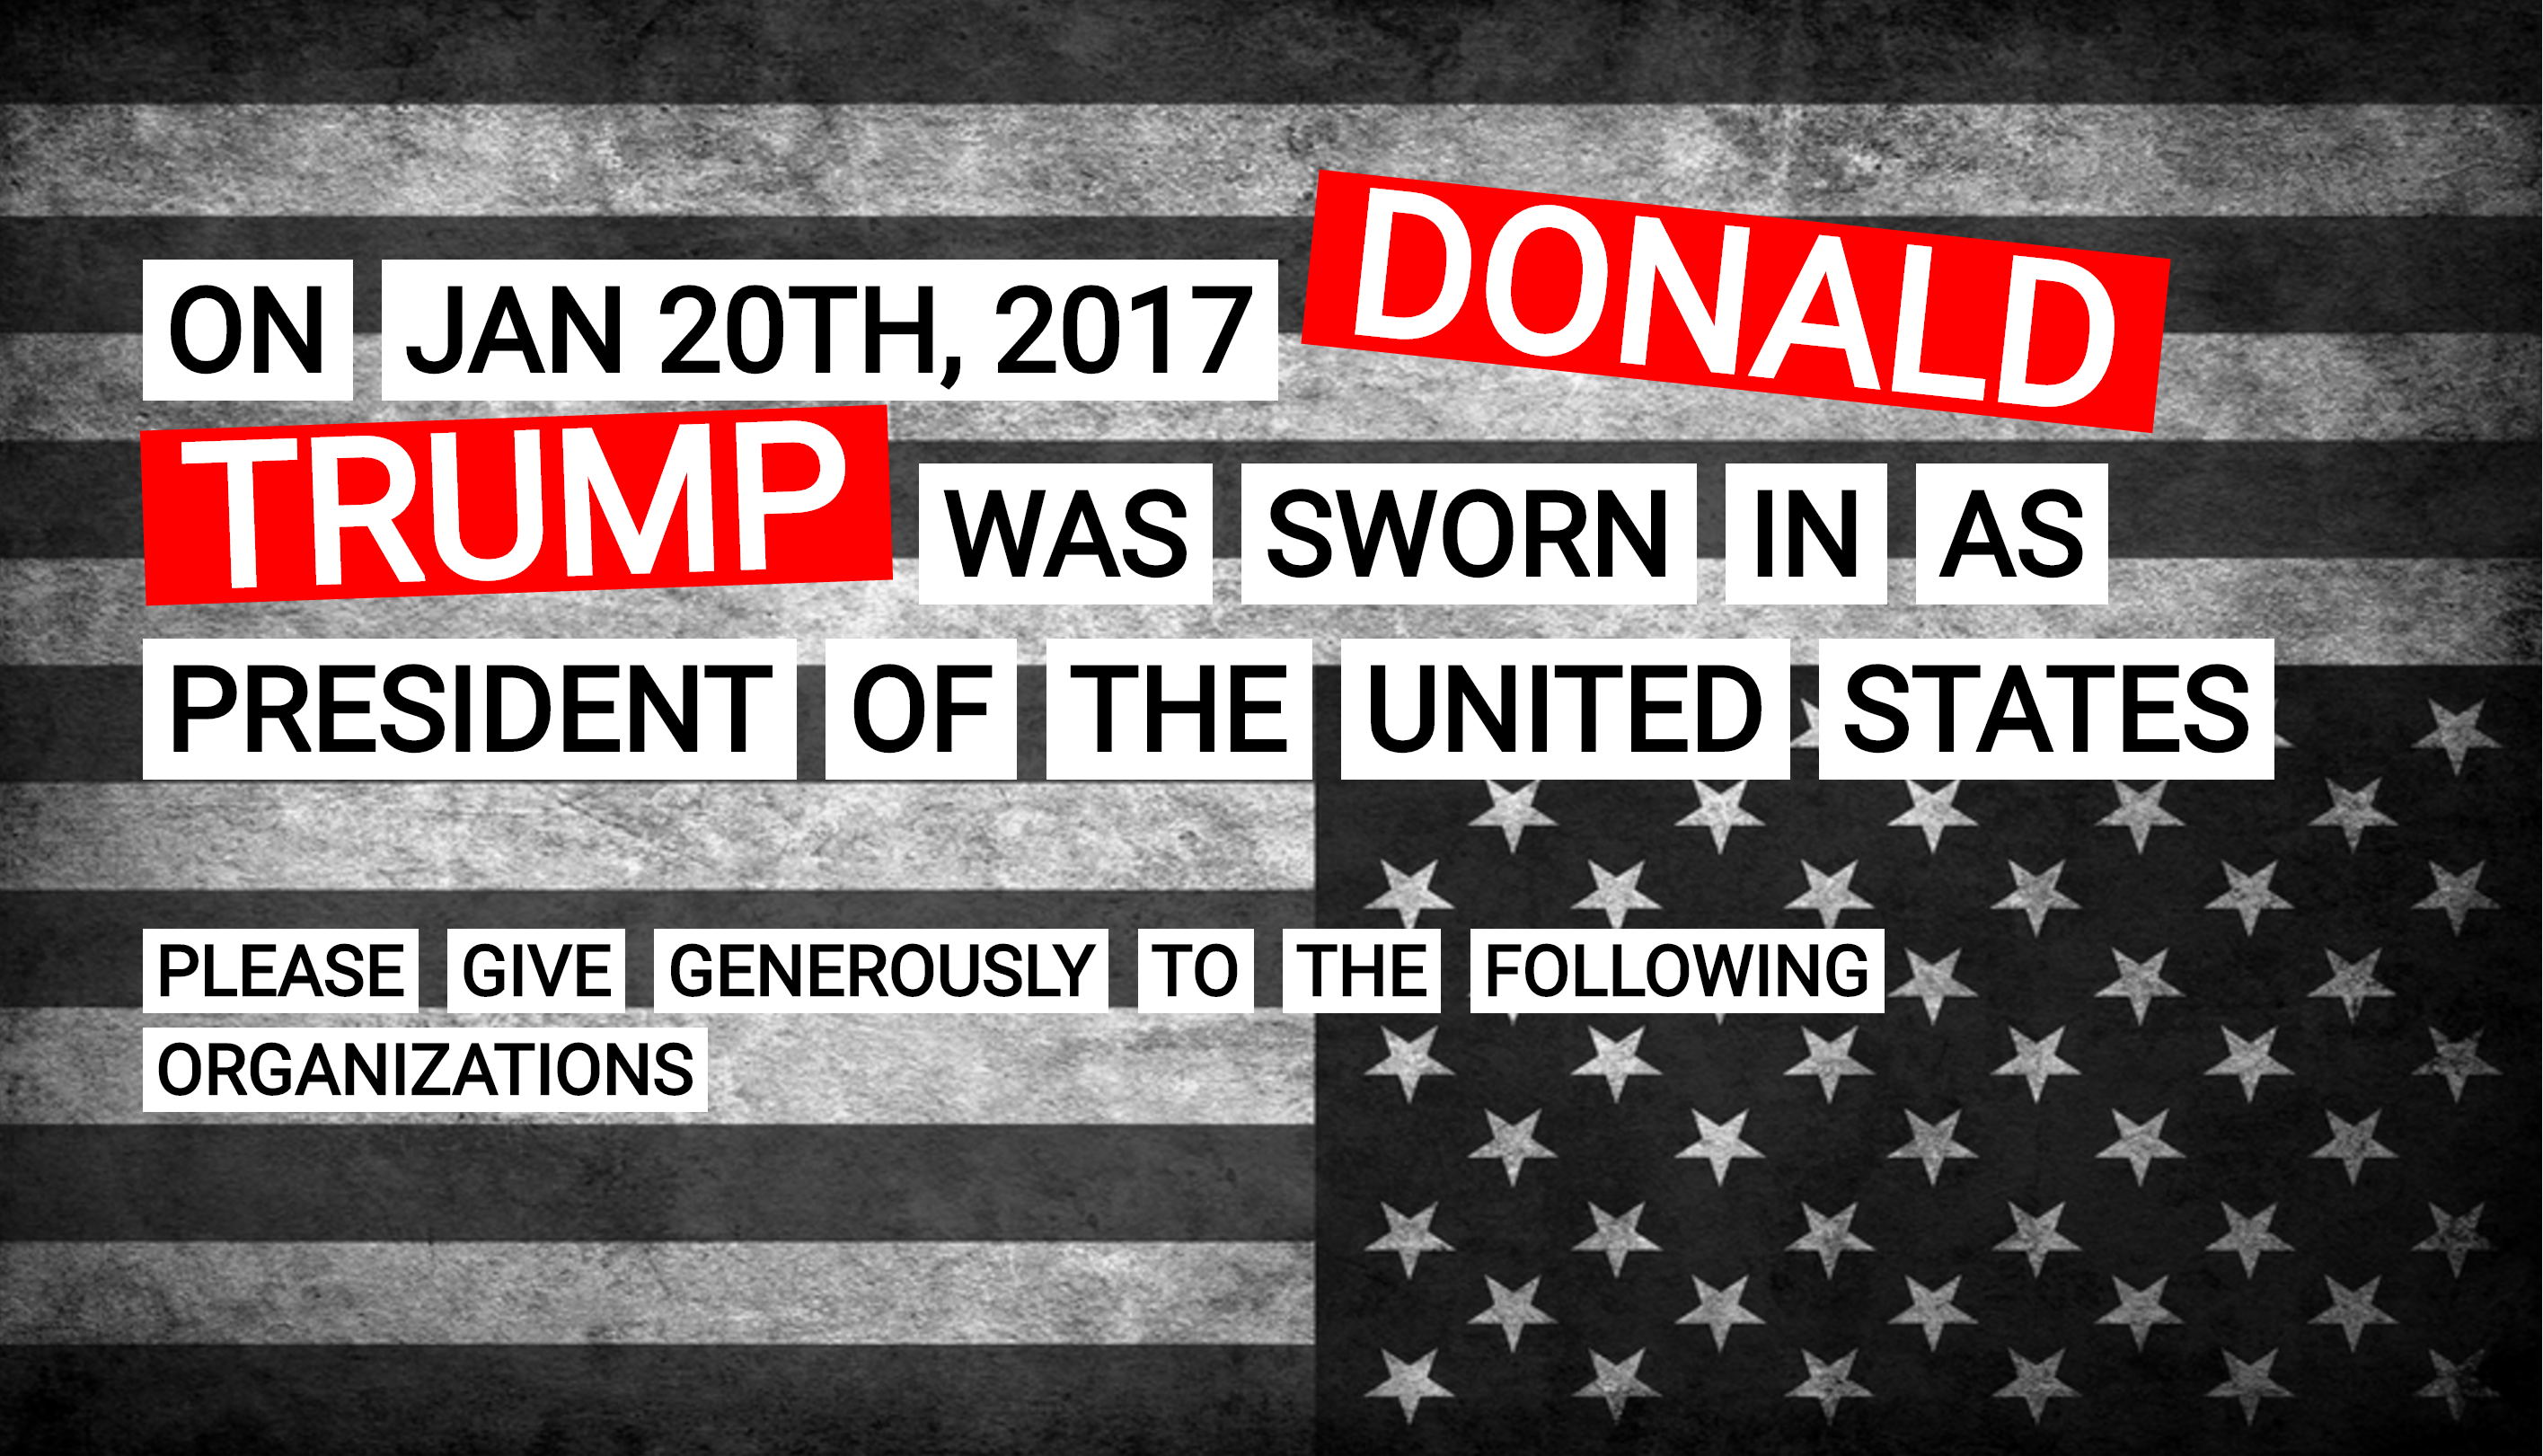 ON JAN 20TH, 2017 DONALD
TRUMP WAS SWORN IN AS
PRESIDENT OF THE UNITED STATES
PLEASE GIVE GENEROUSLY TO THE FOLLOWING
ORGANIZATIONS